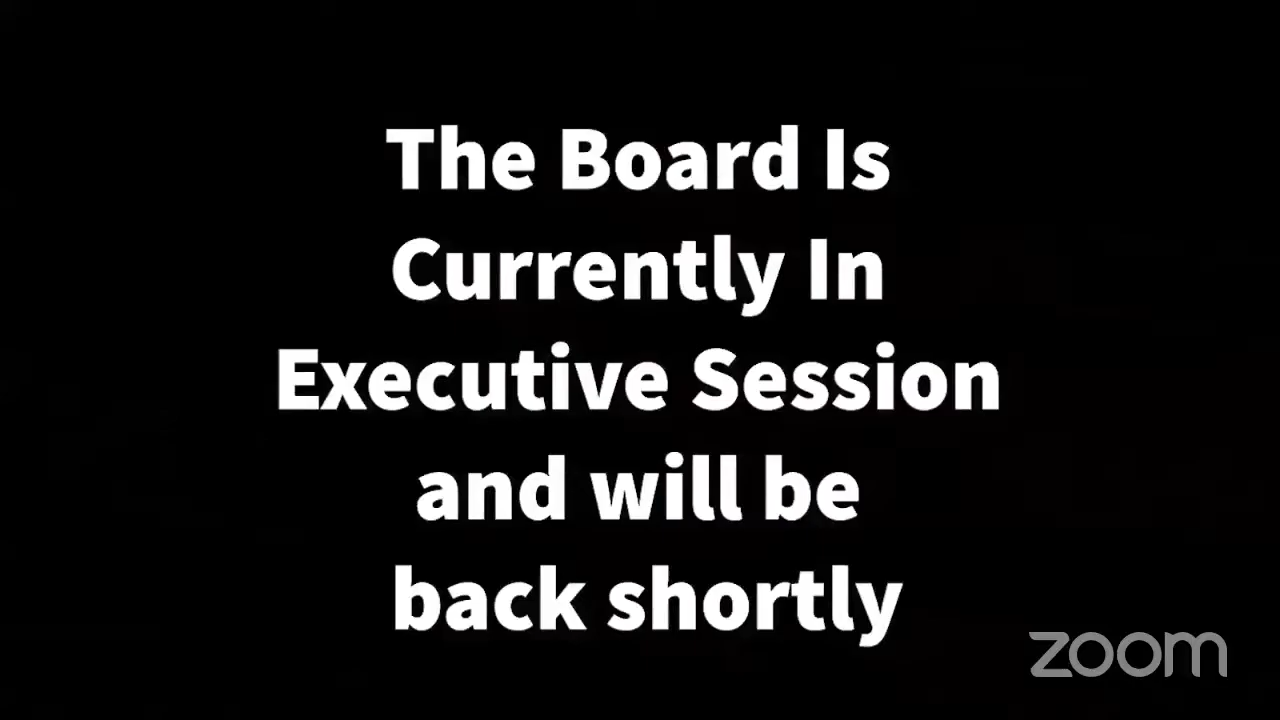 The Board Is
Currently In
Executive Session
and will be
back shortly
zoom